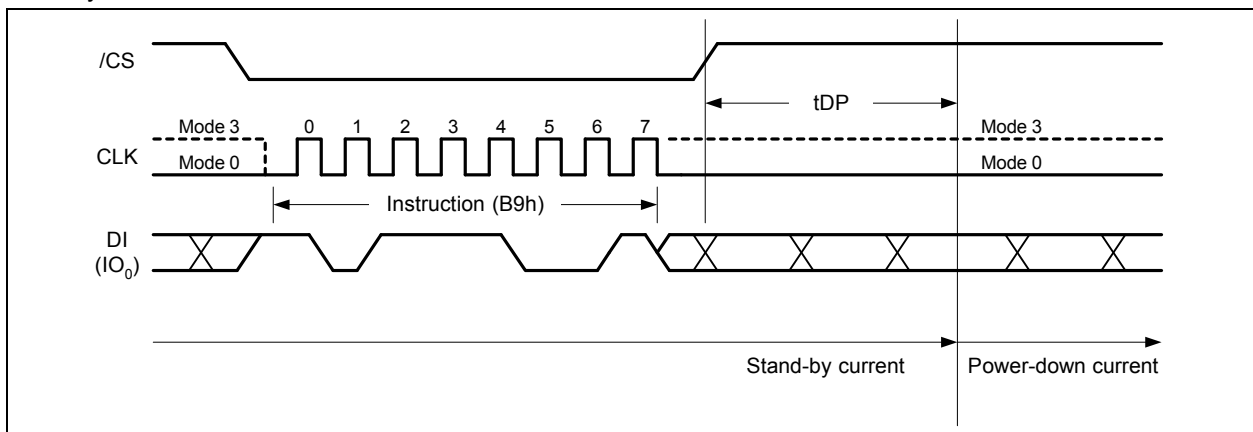 /CS
tDP
Mode 3 0 1 2 3 4 5 6 7 Mode 3
CLK
Mode 0 Mode 0
Instruction (B9h)
DI
(IO0)
Stand-by current Power-down current